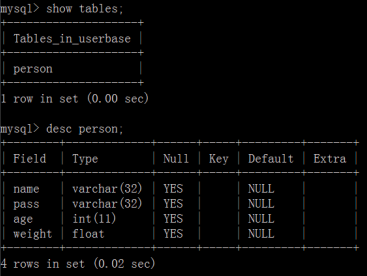 mysql> show tables;
+--------------------+
| Tables_in_userbase |
+--------------------+
| person             |
+--------------------+
1 row in set (0.00 sec)
mysql> desc person;
+--------+-------------+------+-----+---------+-------+
| Field  | Type        | Null | Key | Default | Extra |
+--------+-------------+------+-----+---------+-------+
| name   | varchar(32) | YES  |     | NULL    |       |
| pass   | varchar(32) | YES  |     | NULL    |       |
| age    | int(11)     | YES  |     | NULL    |       |
| weight | float       | YES  |     | NULL    |       |
+--------+-------------+------+-----+---------+-------+
4 rows in set (0.02 sec)